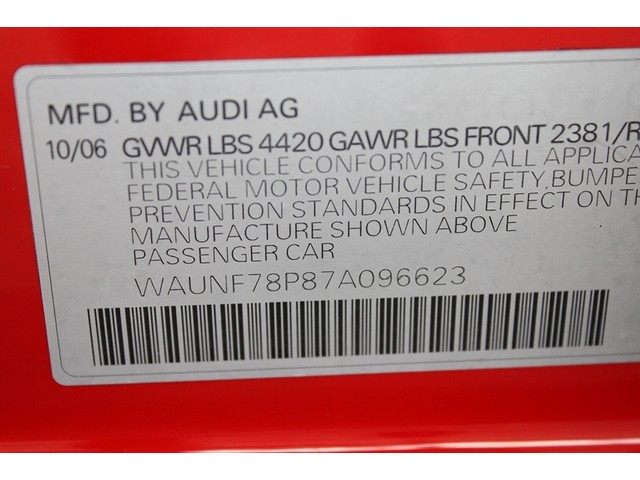 MFD. BY AUDI AG
10/06 GVWR LBS 4420 GAWR LBS FRONT 2381/R
THIS VEHICLE CONFORMS TO ALL APPLICA
FEDERAL MOTOR VEHICLE SAFETY,BUMPE
PREVENTION STANDARDS IN EFFECT ON TH
MANUFACTURE SHOWN ABOVE
PASSENGER CAR
WAUNF78P87A096623